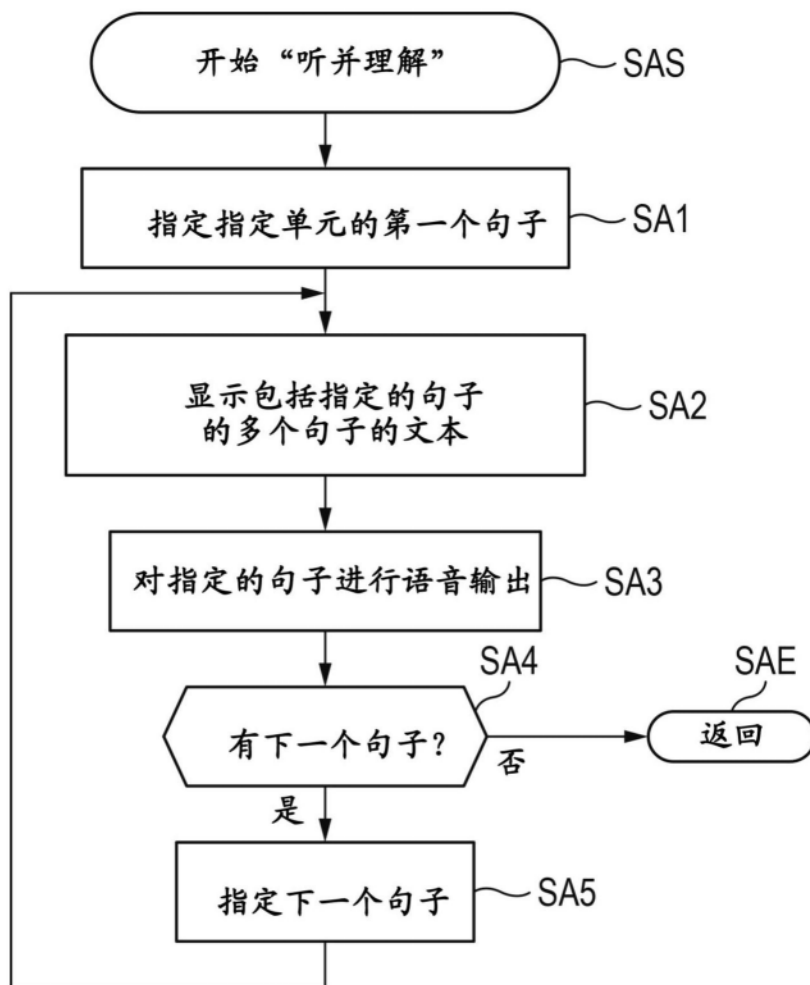 开始“听并理解”
SAS
指定指定单元的第一个句子
SA1
显示包括指定的句子
的多个句子的文本
SA2
对指定的句子进行语音输出
SA3
SA4
有下一个句子?
否
SAE
返回
是
指定下一个句子
SA5